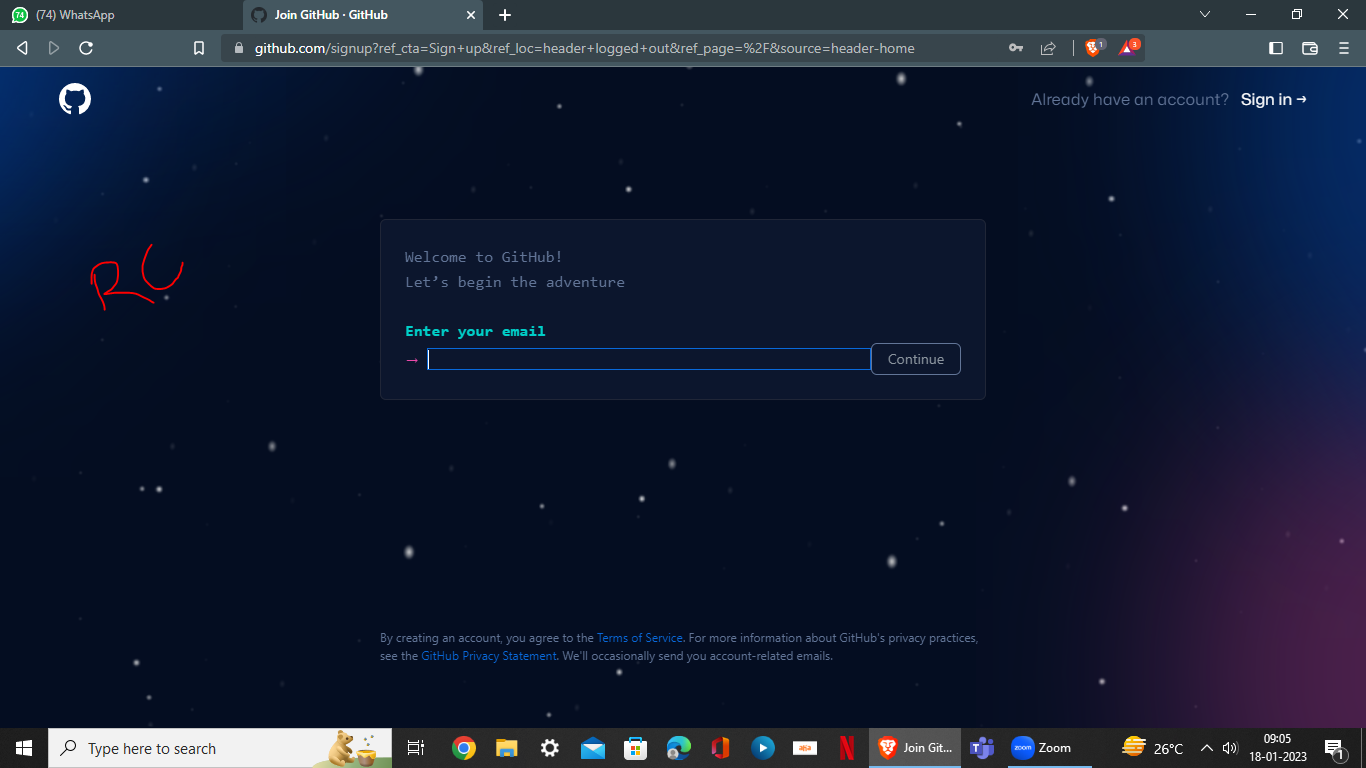 74 (74) WhatsApp
Join GitHub · GitHub
github.com/signup?ref_cta=Sign+up&ref_loc=header+logged+out&ref_page=%2F&source=header-home
1
3
Already have an account? Sign in →
RC
Welcome to GitHub!
Let’s begin the adventure
Enter your email
→
Continue
By creating an account, you agree to the Terms of Service. For more information about GitHub's privacy practices,
see the GitHub Privacy Statement. We'll occasionally send you account-related emails.
Type here to search
Join Git...
zoom Zoom
26°C
09:05
18-01-2023
1